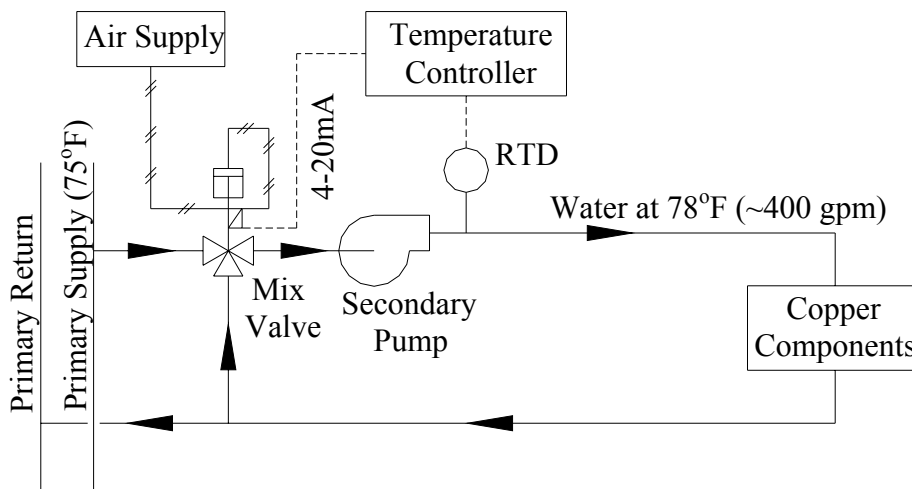 Air Supply
Temperature
Controller
4-20mA
RTD
Primary Return
Primary Supply (75°F)
Water at 78°F (~400 gpm)
Mix
Valve
Secondary
Pump
Copper
Components